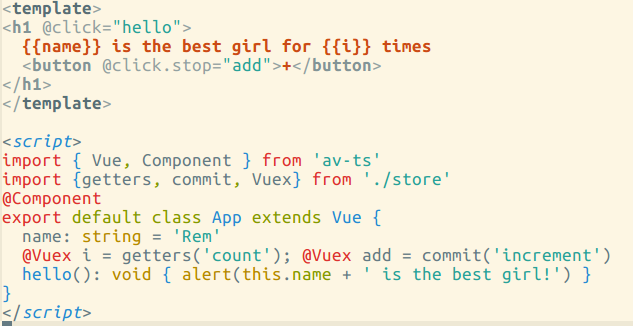 <template>
<h1 @click="hello">
  {{name}} is the best girl for {{i}} times
  <button @click.stop="add">+</button>
</h1>
</template>

<script>
import { Vue, Component } from 'av-ts'
import {getters, commit, Vuex} from './store'
@Component
export default class App extends Vue {
  name: string = 'Rem'
  @Vuex i = getters('count'); @Vuex add = commit('increment')
  hello(): void { alert(this.name + ' is the best girl!') }
}
</script>